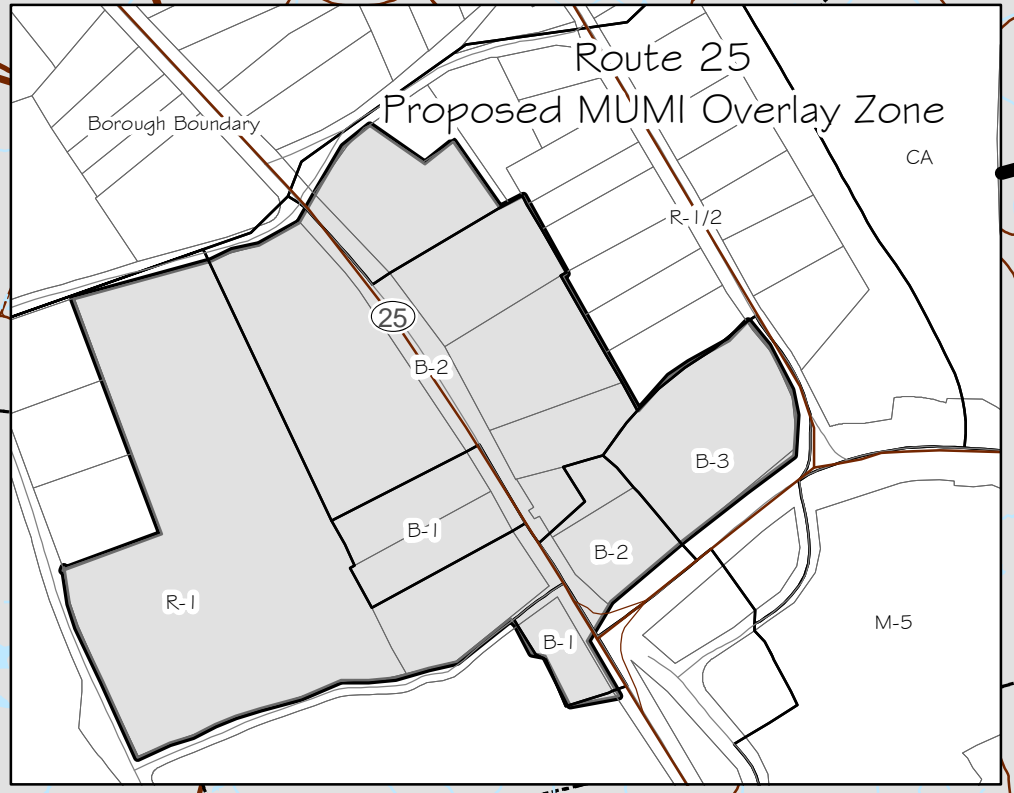 Route 25
Proposed MUMI Overlay Zone
Borough Boundary
CA
R-1/2
25
B-2
B-3
B-1
B-2
R-1
M-5
B-1